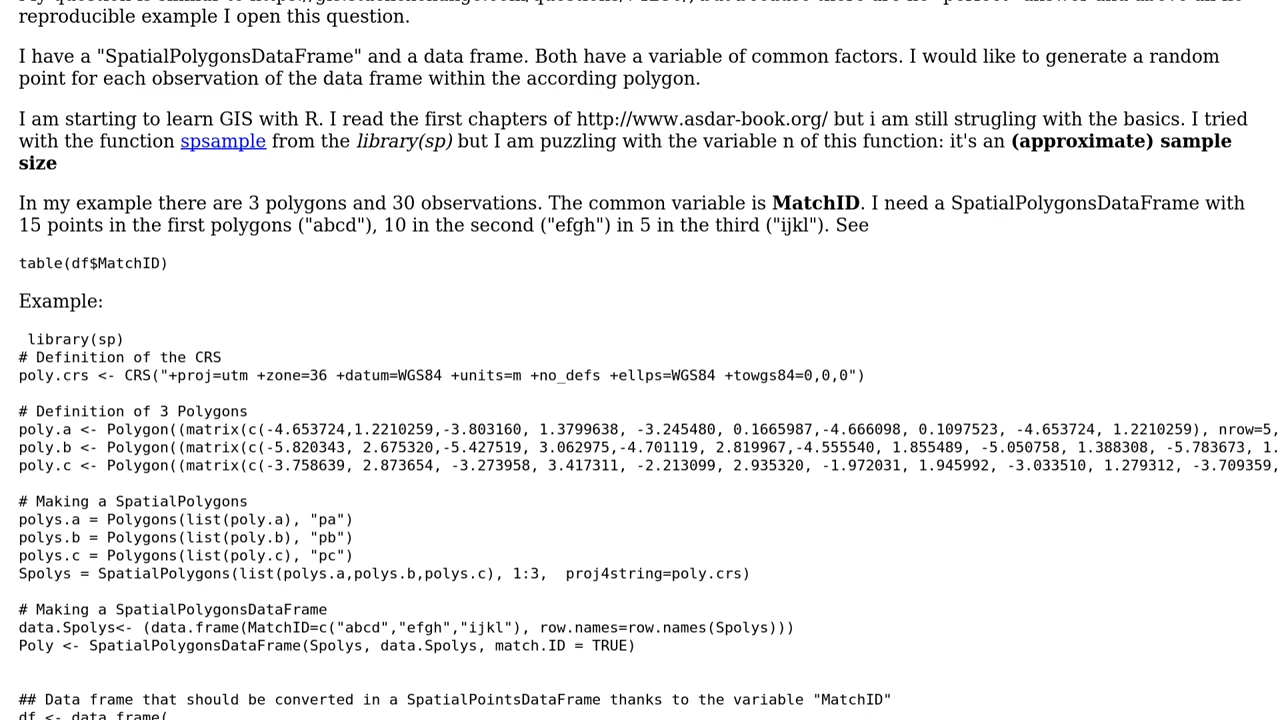 reproducible example I open this question.
I have a "SpatialPolygonsDataFrame" and a data frame. Both have a variable of common factors. I would like to generate a random
point for each observation of the data frame within the according polygon.
I am starting to learn GIS with R. I read the first chapters of http://www.asdar-book.org/ but i am still strugling with the basics. I tried
with the function spsample from the library(sp) but I am puzzling with the variable n of this function: it's an (approximate) sample
size
In my example there are 3 polygons and 30 observations. The common variable is MatchID. I need a SpatialPolygonsDataFrame with
15 points in the first polygons ("abcd"), 10 in the second ("efgh") in 5 in the third ("ijkl"). See
table(df$MatchID)
Example:
library(sp)
# Definition of the CRS
poly.crs <- CRS("+proj=utm +zone=36 +datum=WGS84 +units=m +no_defs +ellps=WGS84 +towgs84=0,0,0")
# Definition of 3 Polygons
poly.a <- Polygon((matrix(c(-4.653724,1.2210259,-3.803160, 1.3799638, -3.245480, 0.1665987,-4.666098, 0.1097523, -4.653724, 1.2210259), nrow=5,
poly.b <- Polygon((matrix(c(-5.820343, 2.675320,-5.427519, 3.062975,-4.701119, 2.819967,-4.555540, 1.855489, -5.050758, 1.388308, -5.783673, 1.
poly.c <- Polygon((matrix(c(-3.758639, 2.873654, -3.273958, 3.417311, -2.213099, 2.935320, -1.972031, 1.945992, -3.033510, 1.279312, -3.709359,
# Making a SpatialPolygons
polys.a = Polygons(list(poly.a), "pa")
polys.b = Polygons(list(poly.b), "pb")
polys.c = Polygons(list(poly.c), "pc")
Spolys = SpatialPolygons(list(polys.a,polys.b,polys.c), 1:3,  proj4string=poly.crs)
# Making a SpatialPolygonsDataFrame
data.Spolys<- (data.frame(MatchID=c("abcd","efgh","ijkl"), row.names=row.names(Spolys)))
Poly <- SpatialPolygonsDataFrame(Spolys, data.Spolys, match.ID = TRUE)
## Data frame that should be converted in a SpatialPointsDataFrame thanks to the variable "MatchID"
df <- data.frame(